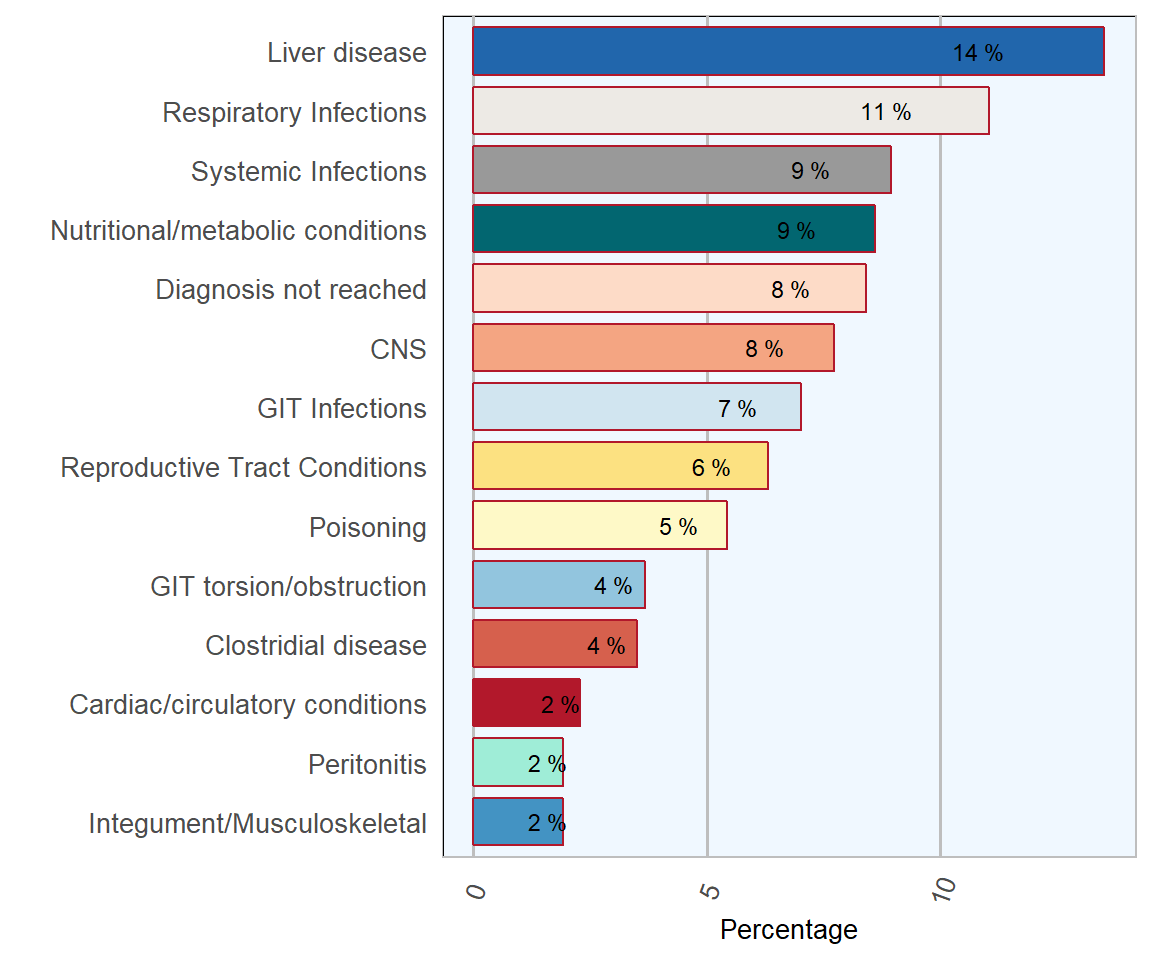 Liver disease 14 %
Respiratory Infections 11 %
Systemic Infections 9 %
Nutritional/metabolic conditions 9 %
Diagnosis not reached 8 %
CNS 8 %
GIT Infections 7 %
Reproductive Tract Conditions 6 %
Poisoning 5 %
GIT torsion/obstruction 4 %
Clostridial disease 4 %
Cardiac/circulatory conditions 2 %
Peritonitis 2 %
Integument/Musculoskeletal 2 %
0 5 10
Percentage